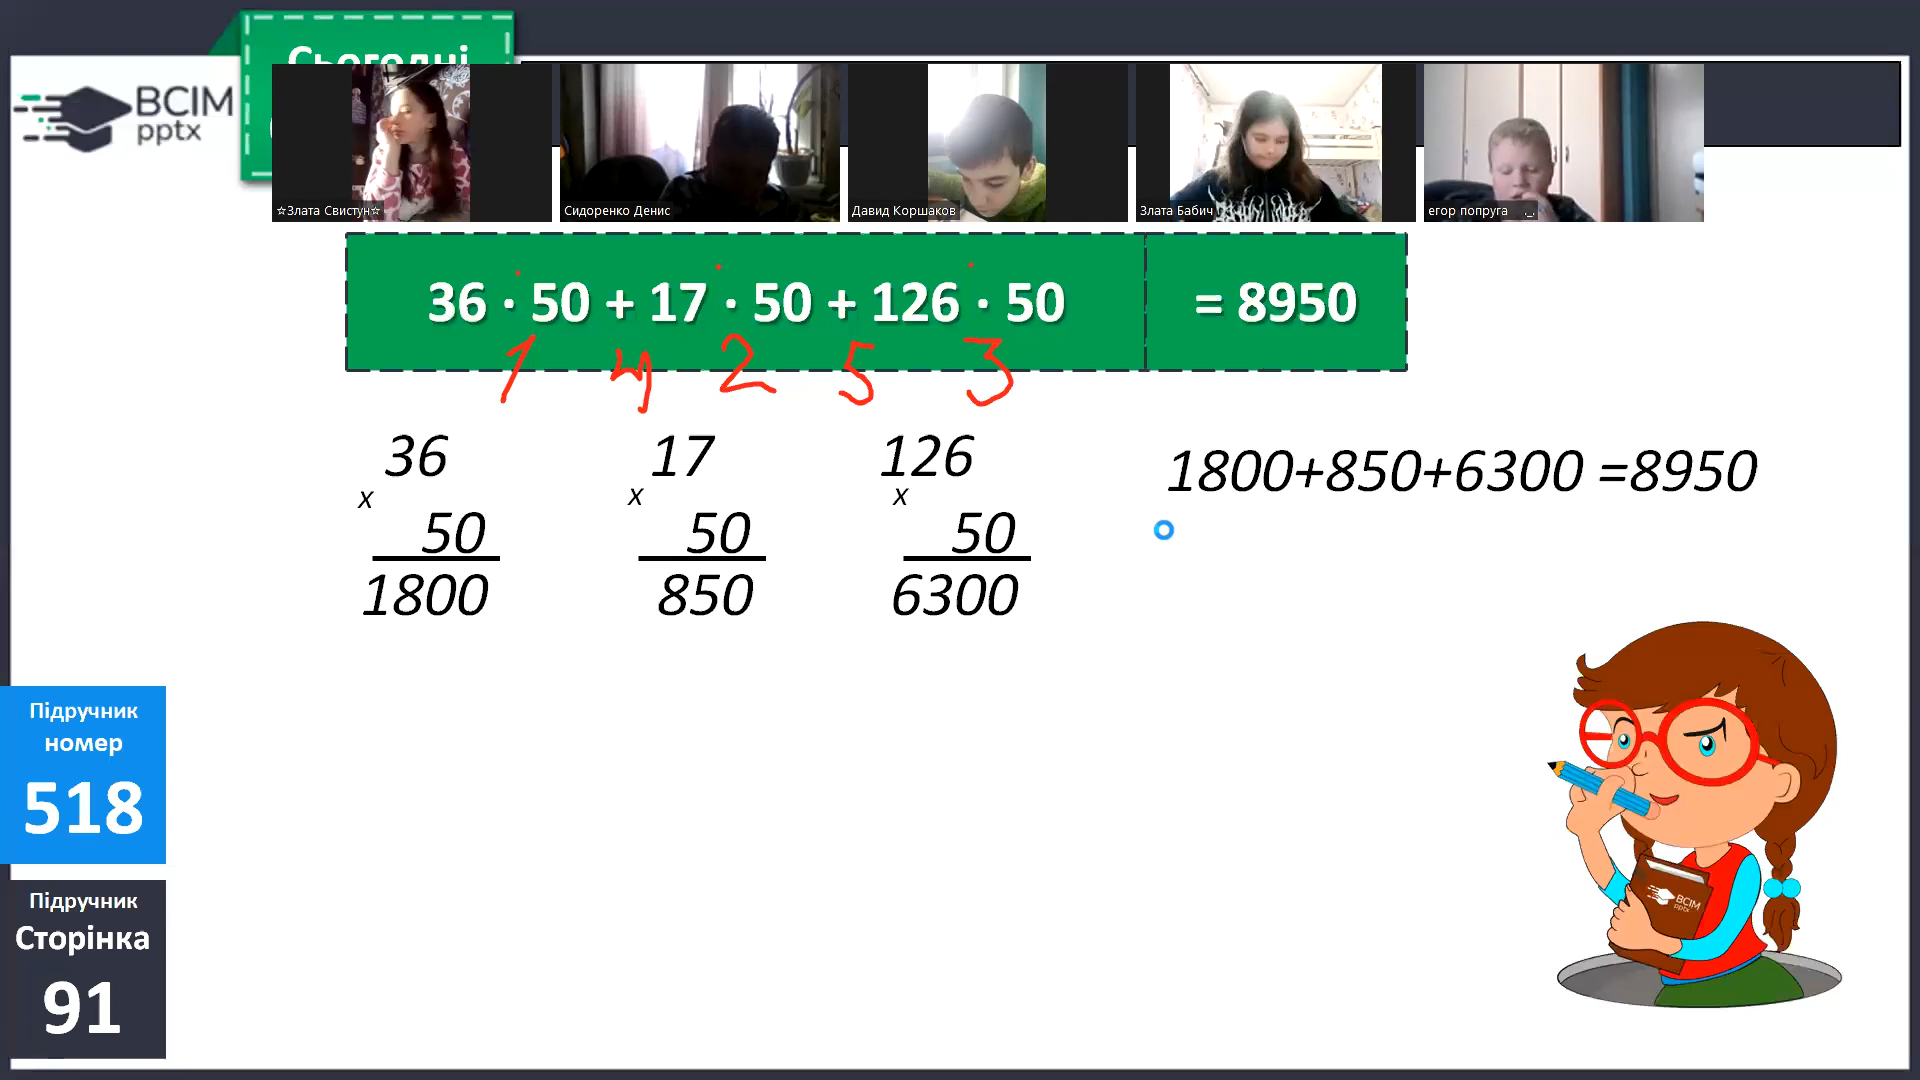 Сьогодні
ВСІМ
pptx
☆Злата Свистун☆
Сидоренко Денис
Давид Коршаков
Злата Бабич
егор попруга ._.
36 · 50 + 17 · 50 + 126 · 50 = 8950
1 4 2 5 3
36 17 126
x x x
50 50 50
1800 850 6300
1800+850+6300 =8950
Підручник
номер
518
Підручник
Сторінка
91
ВСІМ
pptx